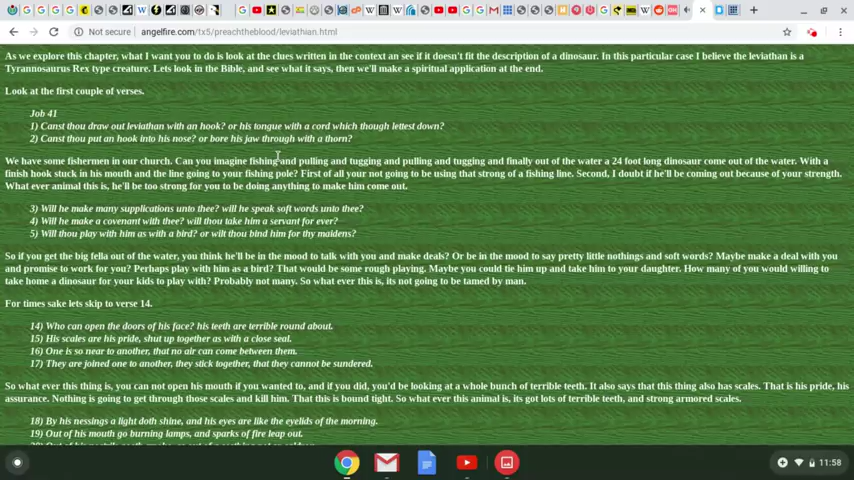 Not secure | angelfire.com/tx5/preachtheblood/leviathan.html
As we explore this chapter, what I want you to do is look at the clues written in the context an see if it doesn't fit the description of a dinosaur. In this particular case I believe the leviathan is a
Tyrannosaurus Rex type creature. Lets look in the Bible, and see what it says, then we'll make a spiritual application at the end.
Look at the first couple of verses.
Job 41
1) Canst thou draw out leviathan with an hook? or his tongue with a cord which though lettest down?
2) Canst thou put an hook into his nose? or bore his jaw through with a thorn?
We have some fishermen in our church. Can you imagine fishing and pulling and tugging and pulling and tugging and finally out of the water a 24 foot long dinosaur come out of the water. With a
finish hook stuck in his mouth and the line going to your fishing pole? First of all your not going to be using that strong of a fishing line. Second, I doubt if he'll be coming out because of your strength.
What ever animal this is, he'll be too strong for you to be doing anything to make him come out.
3) Will he make many supplications unto thee? will he speak soft words unto thee?
4) Will he make a covenant with thee? will thou take him a servant for ever?
5) Will thou play with him as with a bird? or wilt thou bind him for thy maidens?
So if you get the big fella out of the water, you think he'll be in the mood to talk with you and make deals? Or be in the mood to say pretty little nothings and soft words? Maybe make a deal with you
and promise to work for you? Perhaps play with him as a bird? That would be some rough playing. Maybe you could tie him up and take him to your daughter. How many of you would willing to
take home a dinosaur for your kids to play with? Probably not many. So what ever this is, its not going to be tamed by man.
For times sake lets skip to verse 14.
14) Who can open the doors of his face? his teeth are terrible round about.
15) His scales are his pride, shut up together as with a close seal.
16) One is so near to another, that no air can come between them.
17) They are joined one to another, they stick together, that they cannot be sundered.
So what ever this thing is, you can not open his mouth if you wanted to, and if you did, you'd be looking at a whole bunch of terrible teeth. It also says that this thing also has scales. That is his pride, his
assurance. Nothing is going to get through those scales and kill him. That this is bound tight. So what ever this animal is, its got lots of terrible teeth, and strong armored scales.
18) By his nessings a light doth shine, and his eyes are like the eyelids of the morning.
19) Out of his mouth go burning lamps, and sparks of fire leap out.
11:58